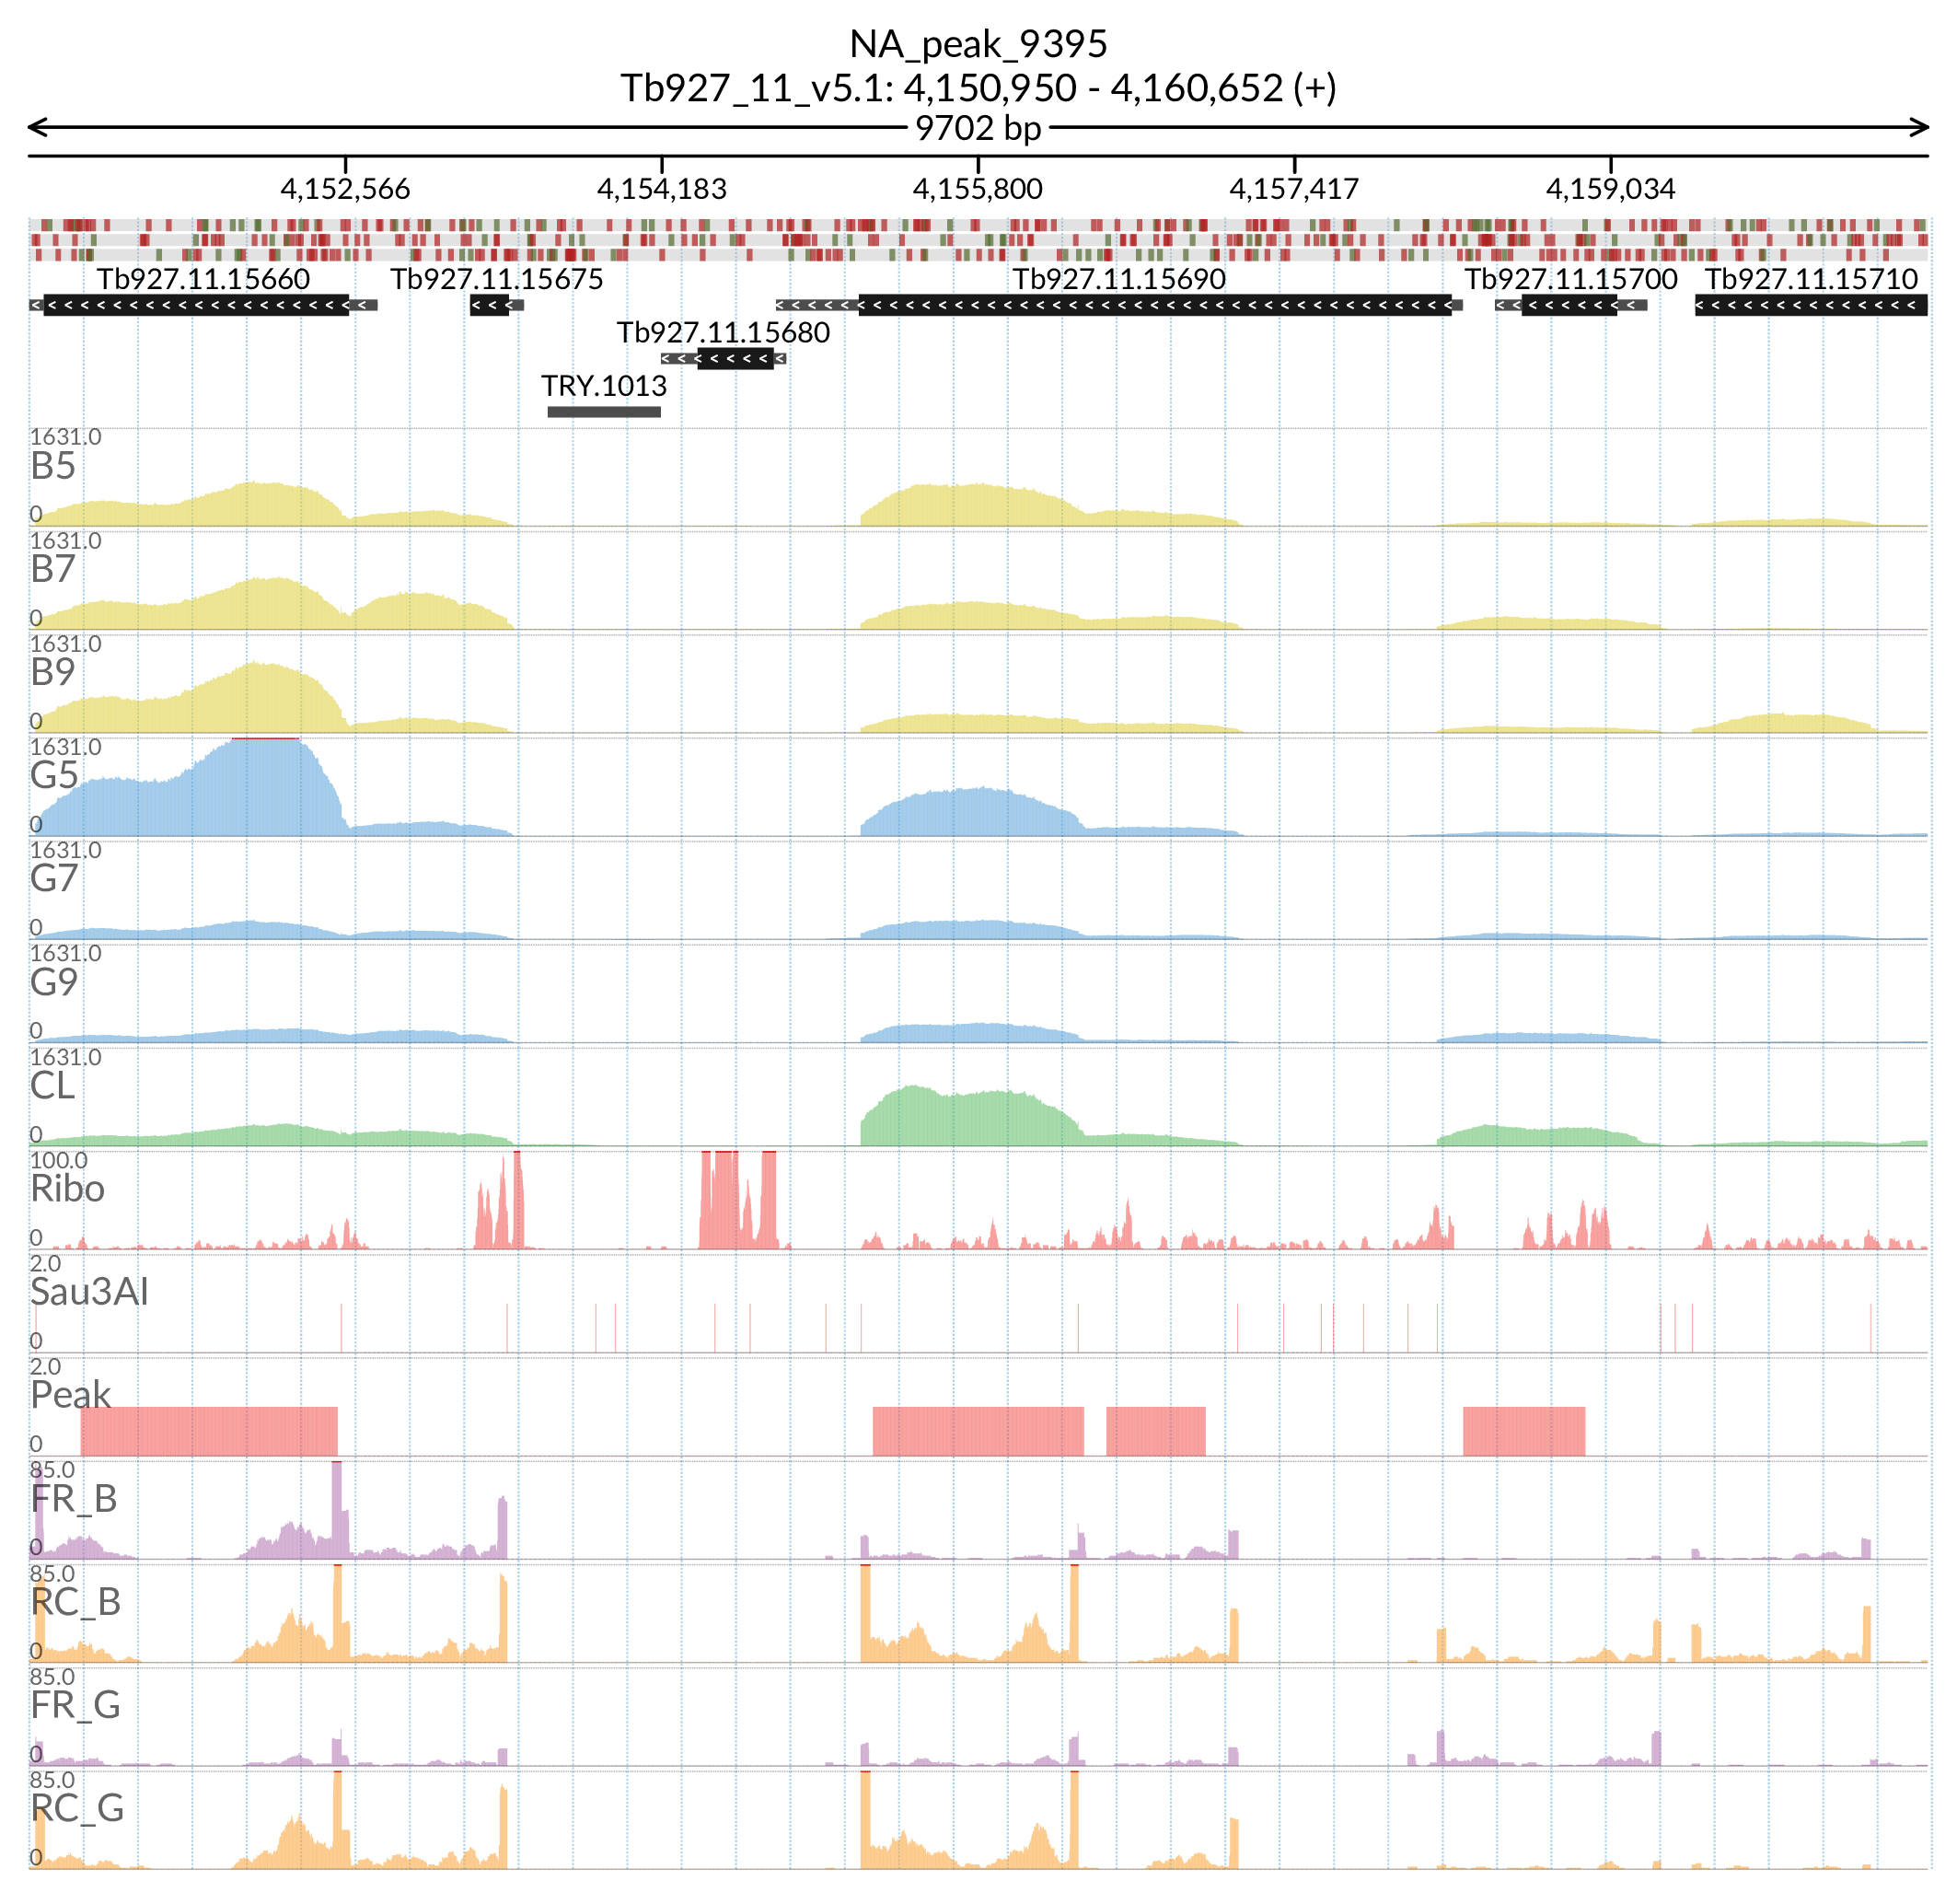 NA_peak_9395
Tb927_11_v5.1: 4,150,950 - 4,160,652 (+)
9702 bp
4,152,566 4,154,183 4,155,800 4,157,417 4,159,034
Tb927.11.15660 Tb927.11.15675 Tb927.11.15690 Tb927.11.15700 Tb927.11.15710
Tb927.11.15680
TRY.1013
1631.0
B5
0
1631.0
B7
0
1631.0
B9
0
1631.0
G5
0
1631.0
G7
0
1631.0
G9
0
1631.0
CL
0
100.0
Ribo
0
2.0
Sau3AI
0
2.0
Peak
0
85.0
FR_B
0
85.0
RC_B
0
85.0
FR_G
0
85.0
RC_G
0